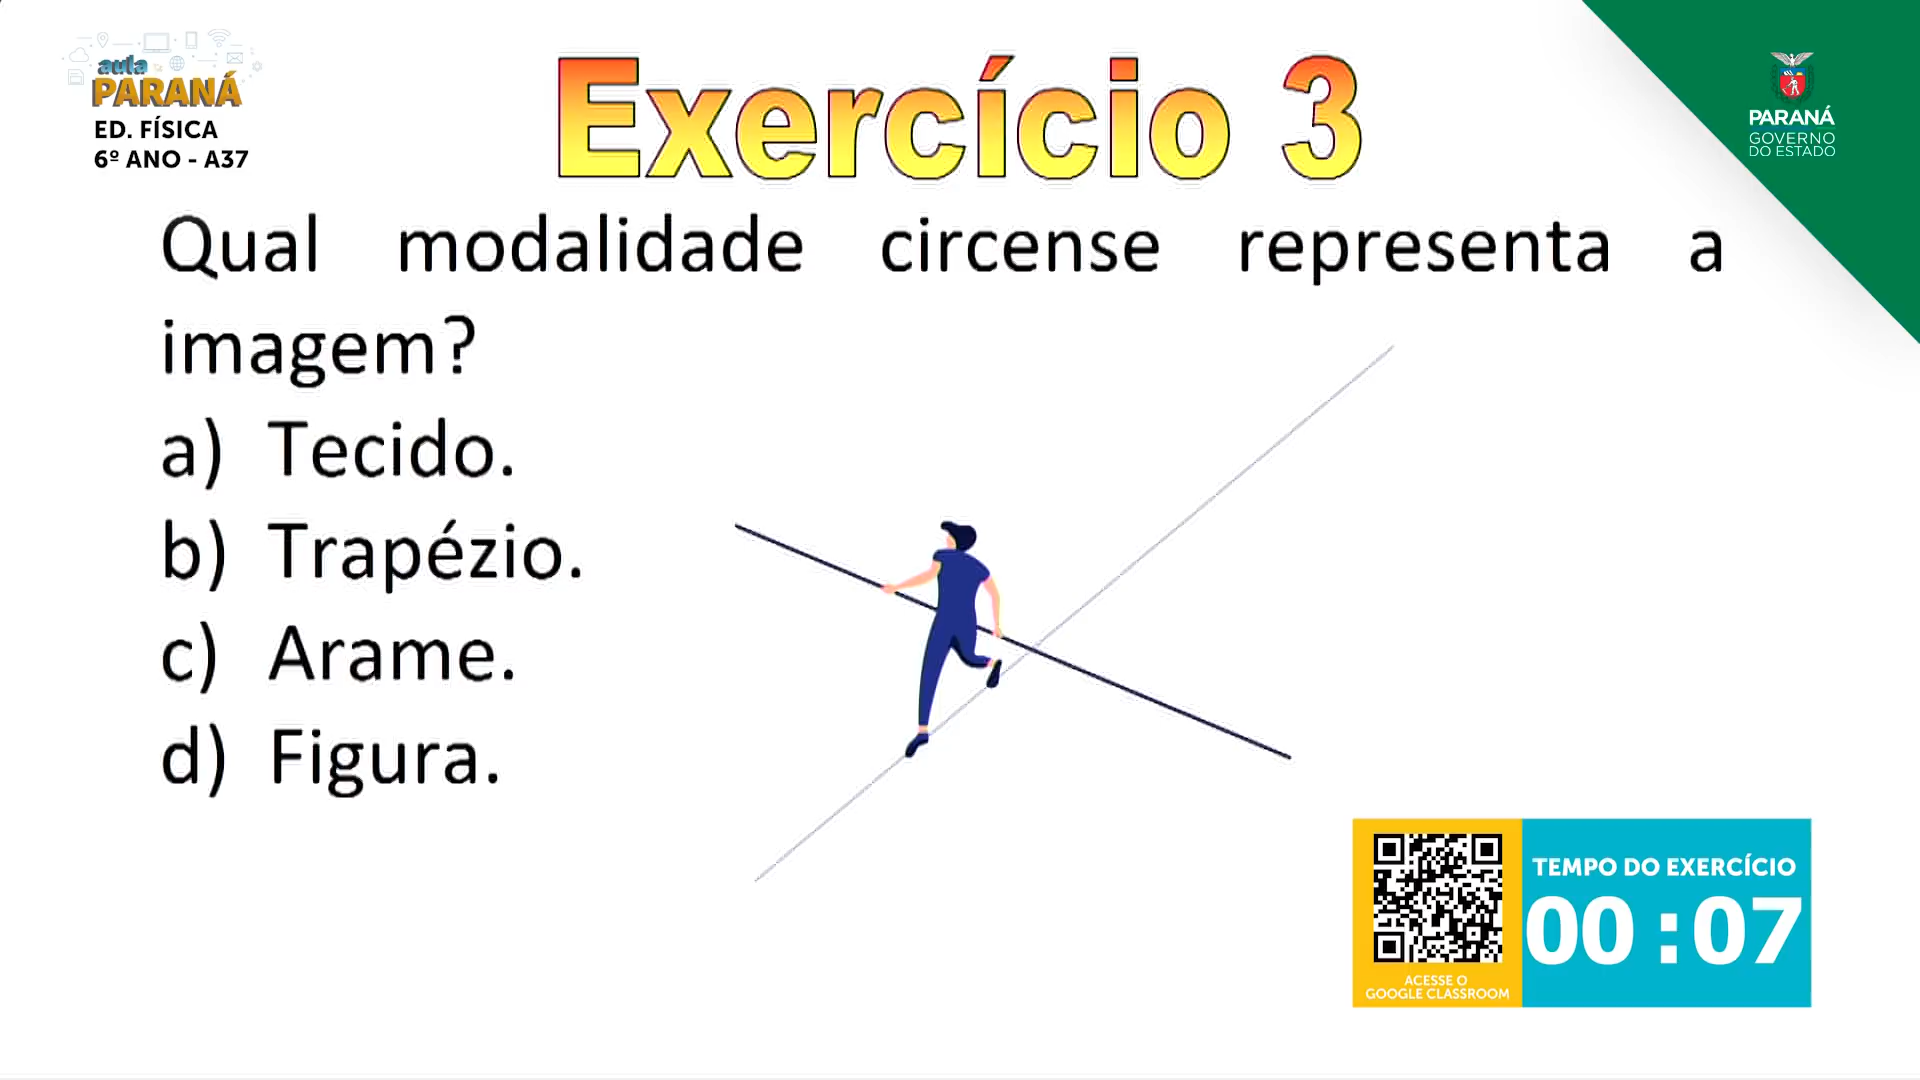 aula
PARANÁ
ED. FÍSICA
6º ANO - A37
Exercício 3
PARANÁ
GOVERNO
DO ESTADO
Qual modalidade circense representa a
imagem?
a) Tecido.
b) Trapézio.
c) Arame.
d) Figura.
TEMPO DO EXERCÍCIO
00 :07
ACESSE O
GOOGLE CLASSROOM